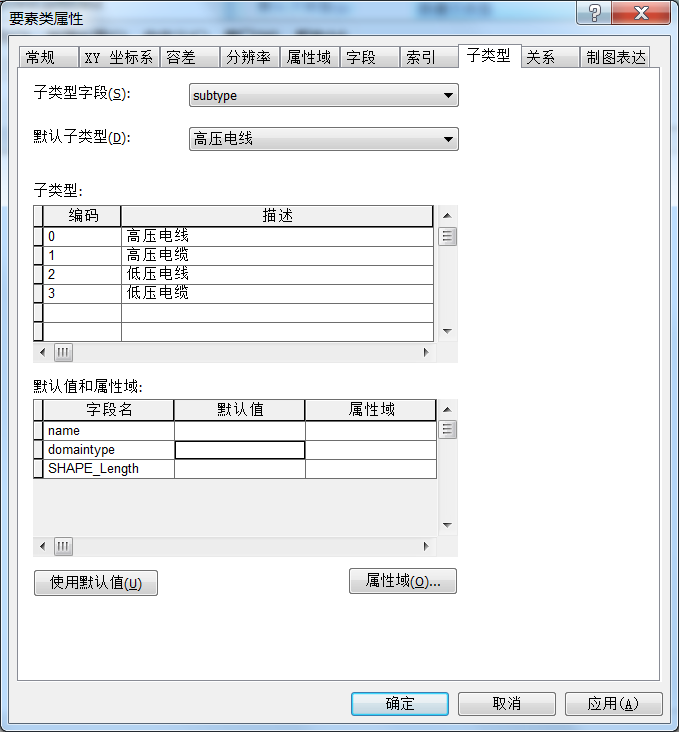 要素类属性
常规 XY 坐标系 容差 分辨率 属性域 字段 索引 子类型 关系 制图表达
子类型字段(S): subtype
默认子类型(D): 高压电线
子类型:
编码 描述
0 高压电线
1 高压电缆
2 低压电线
3 低压电缆
默认值和属性域:
字段名 默认值 属性域
name
domaintype
SHAPE_Length
使用默认值(U) 属性域(O)...
确定 取消 应用(A)